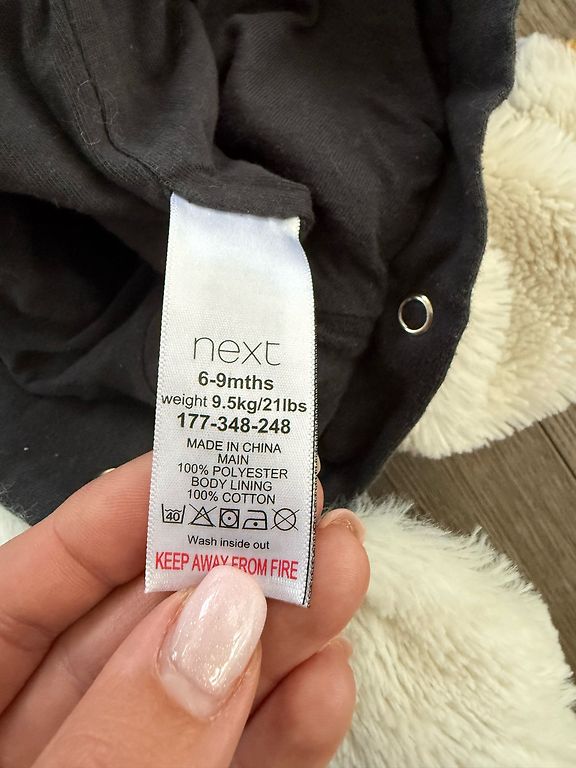 next
6-9mths
weight 9.5kg/21lbs
177-348-248
MADE IN CHINA
MAIN
100% POLYESTER
BODY LINING
100% COTTON
40
Wash inside out
KEEP AWAY FROM FIRE